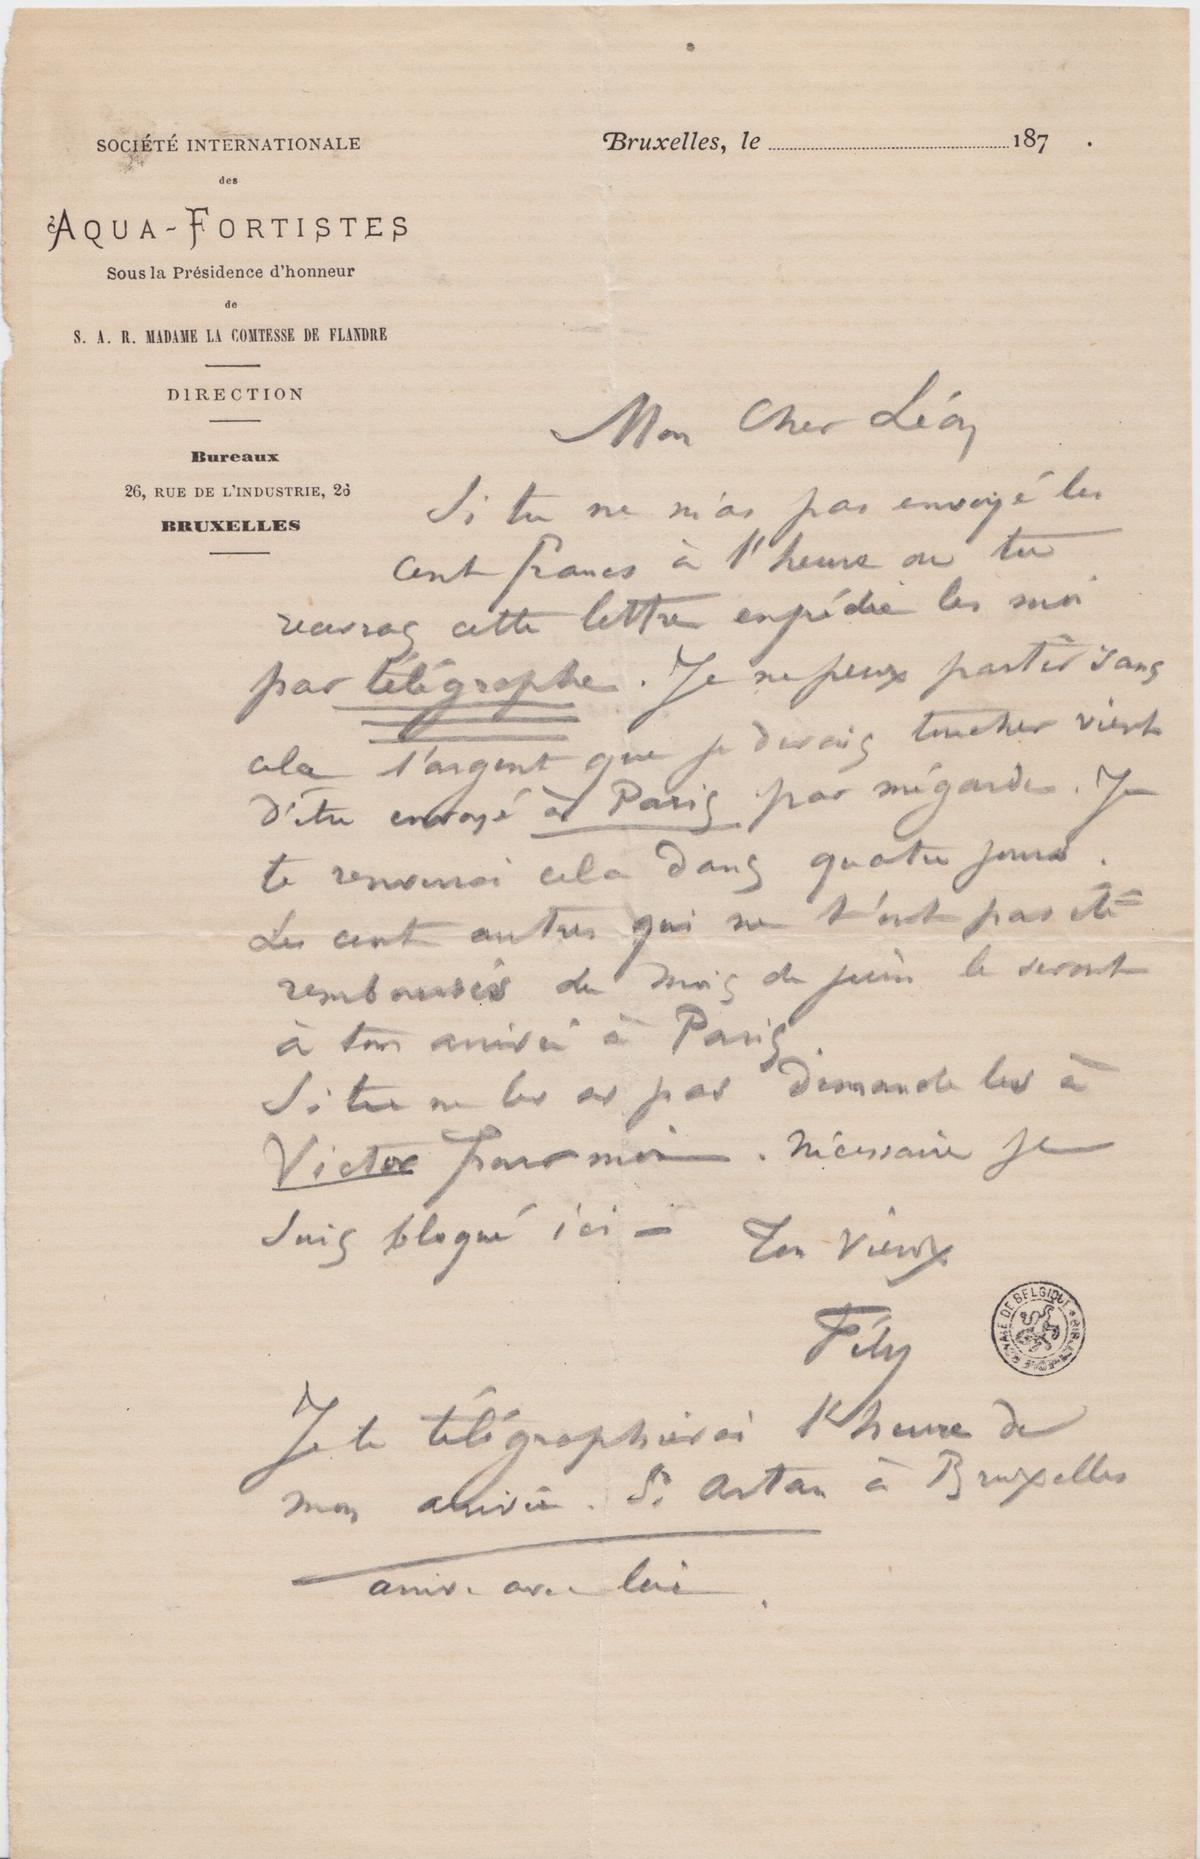 SOCIÉTÉ INTERNATIONALE
des
AQUA-FORTISTES
Sous la Présidence d'honneur
de
S. A. R. MADAME LA COMTESSE DE FLANDRE
DIRECTION
Bureaux
26, RUE DE L'INDUSTRIE, 26
BRUXELLES
Bruxelles, le 187 .
Mon Cher Léon
Si tu ne m'as pas envoyé les
cent francs à l'heure ou tu
recevras cette lettre expédie les moi
par télégraphe. Je ne peux partir sans
cela l'argent que je devais toucher vient
d'être envoyé à Paris par mégarde. Je
te renverrai cela dans quatre jours.
Les cent autres qui ne t'ont pas été
remboursés du mois de juin le seront
à ton arrivée à Paris
Si tu ne les as pas demande les à
Victor pour moi. Nécessaire je
suis bloqué ici — Ton vieux
Fély
BIBLIOTHÈQUE ROYALE DE BELGIQUE
Je te télégraphierai l'heure de
mon arrivée. Si Artan à Bruxelles
arrive avec lui.